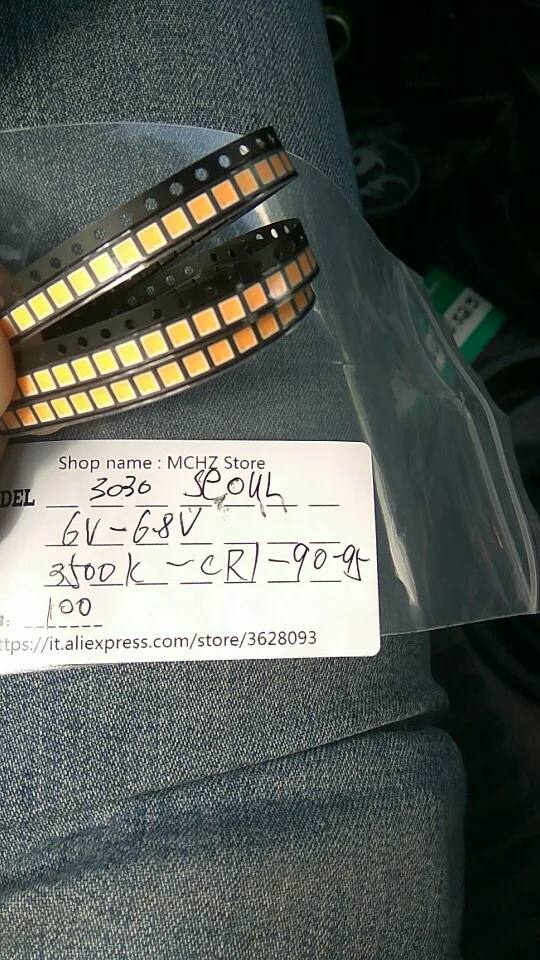 Shop name : MCHZ Store
DEL 3030 SEOUL
6V-6.8V
3500K -CRI-90-95
100
ttps://it.aliexpress.com/store/3628093